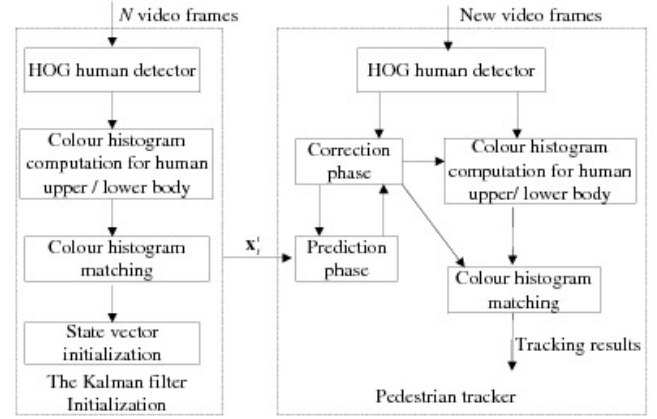 N video frames
HOG human detector
Colour histogram
computation for human
upper / lower body
Colour histogram
matching
State vector
initialization
The Kalman filter
Initialization
x_t^i
New video frames
HOG human detector
Correction
phase
Colour histogram
computation for human
upper/ lower body
Prediction
phase
Colour histogram
matching
Tracking results
Pedestrian tracker